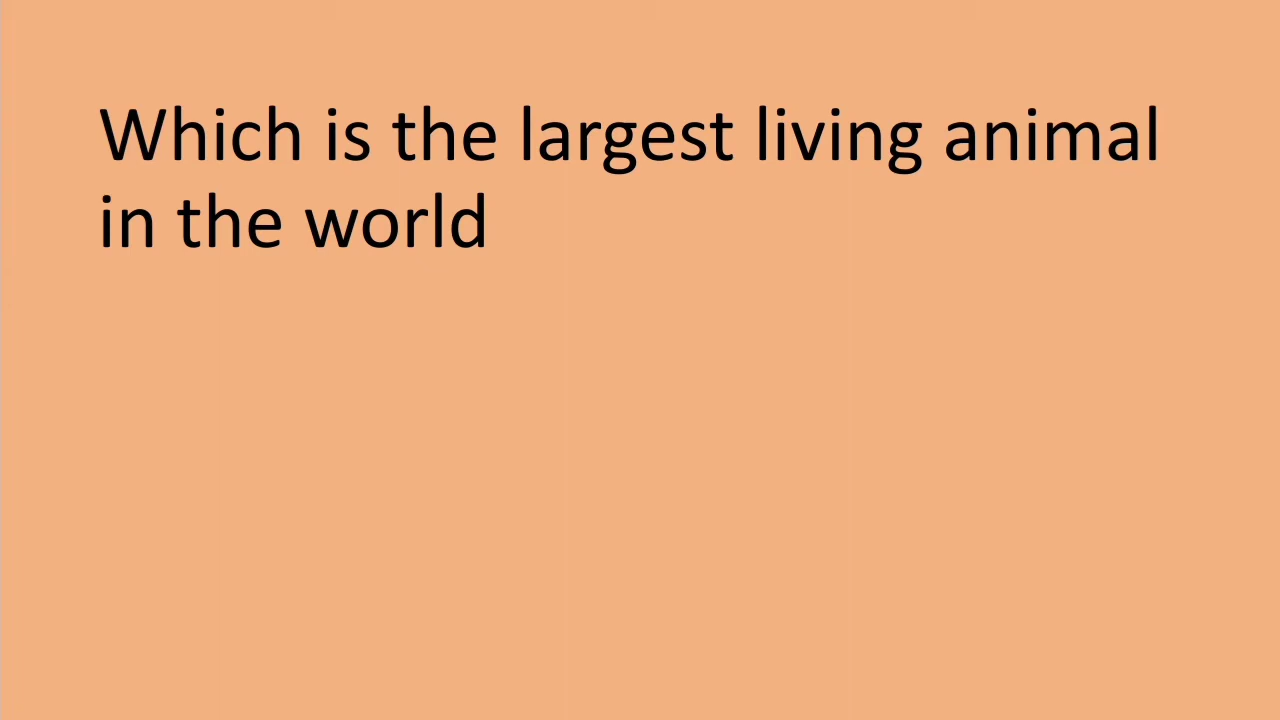 Which is the largest living animal
in the world